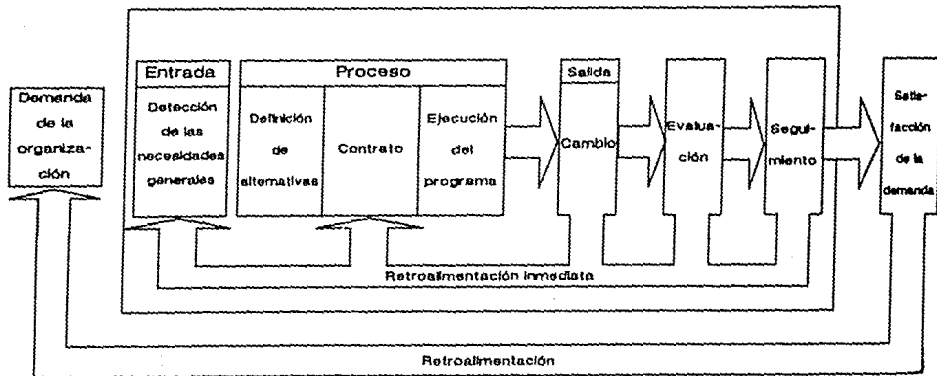 Demanda
de la
organiza-
ción
Entrada
Detección
de las
necesidades
generales
Proceso
Definición
de
alternativas
Contrato
Ejecución
del
programa
Salida
Cambio
Evalua-
ción
Segui-
miento
Satis-
facción
de la
demanda
Retroalimentación inmediata
Retroalimentación